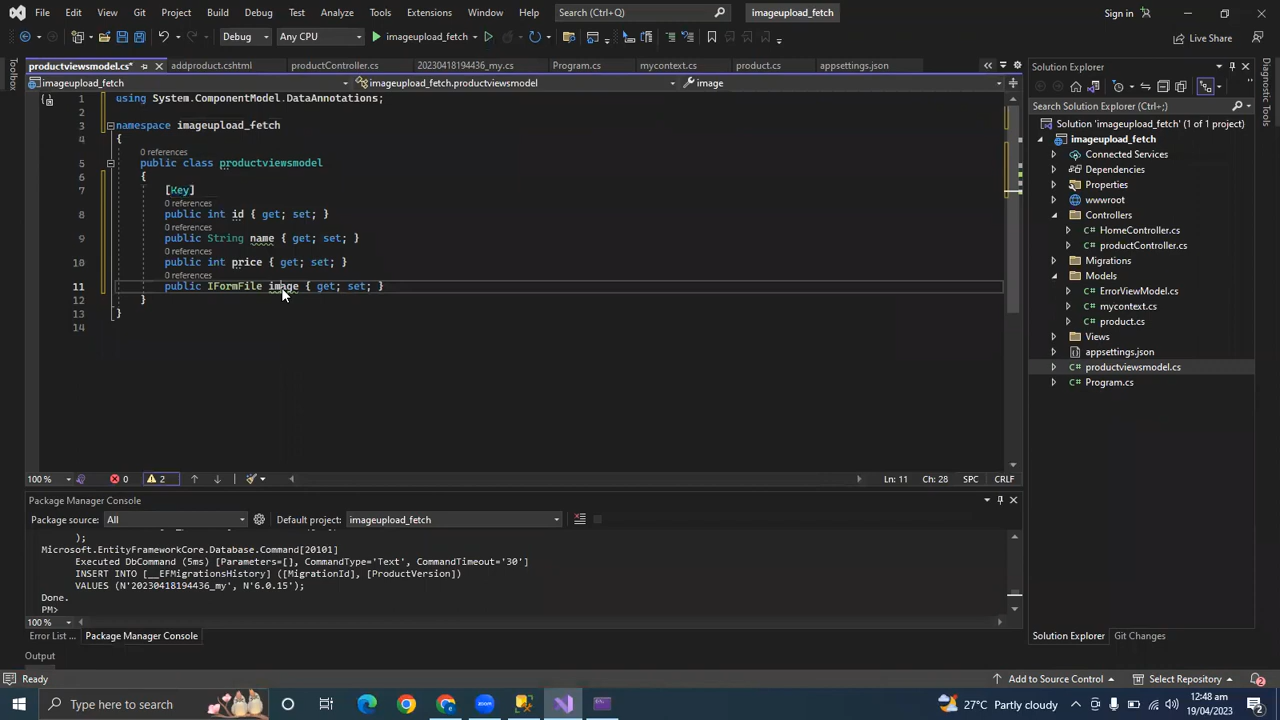 File Edit View Git Project Build Debug Test Analyze Tools Extensions Window Help Search (Ctrl+Q) imageupload_fetch Sign in
Debug Any CPU imageupload_fetch Live Share
Toolbox
productviewsmodel.cs* addproduct.cshtml productController.cs 20230418194436_my.cs Program.cs mycontext.cs product.cs appsettings.json
imageupload_fetch imageupload_fetch.productviewsmodel image
1 using System.ComponentModel.DataAnnotations;
2
3 namespace imageupload_fetch
4 {
0 references
5 public class productviewsmodel
6 {
7 [Key]
0 references
8 public int id { get; set; }
0 references
9 public String name { get; set; }
0 references
10 public int price { get; set; }
0 references
11 public IFormFile image { get; set; }
12 }
13 }
14
100 % 0 2 Ln: 11 Ch: 28 SPC CRLF
Package Manager Console
Package source: All Default project: imageupload_fetch
);
Microsoft.EntityFrameworkCore.Database.Command[20101]
Executed DbCommand (5ms) [Parameters=[], CommandType='Text', CommandTimeout='30']
INSERT INTO [__EFMigrationsHistory] ([MigrationId], [ProductVersion])
VALUES (N'20230418194436_my', N'6.0.15');
Done.
PM>
100 %
Error List ... Package Manager Console
Output
Solution Explorer
Search Solution Explorer (Ctrl+;)
Solution 'imageupload_fetch' (1 of 1 project)
imageupload_fetch
Connected Services
Dependencies
Properties
wwwroot
Controllers
C# HomeController.cs
C# productController.cs
Migrations
Models
C# ErrorViewModel.cs
C# mycontext.cs
C# product.cs
Views
appsettings.json
C# productviewsmodel.cs
C# Program.cs
Solution Explorer Git Changes
Diagnostic Tools
Ready Add to Source Control Select Repository 2
Type here to search 27°C Partly cloudy 12:48 am
19/04/2023 2